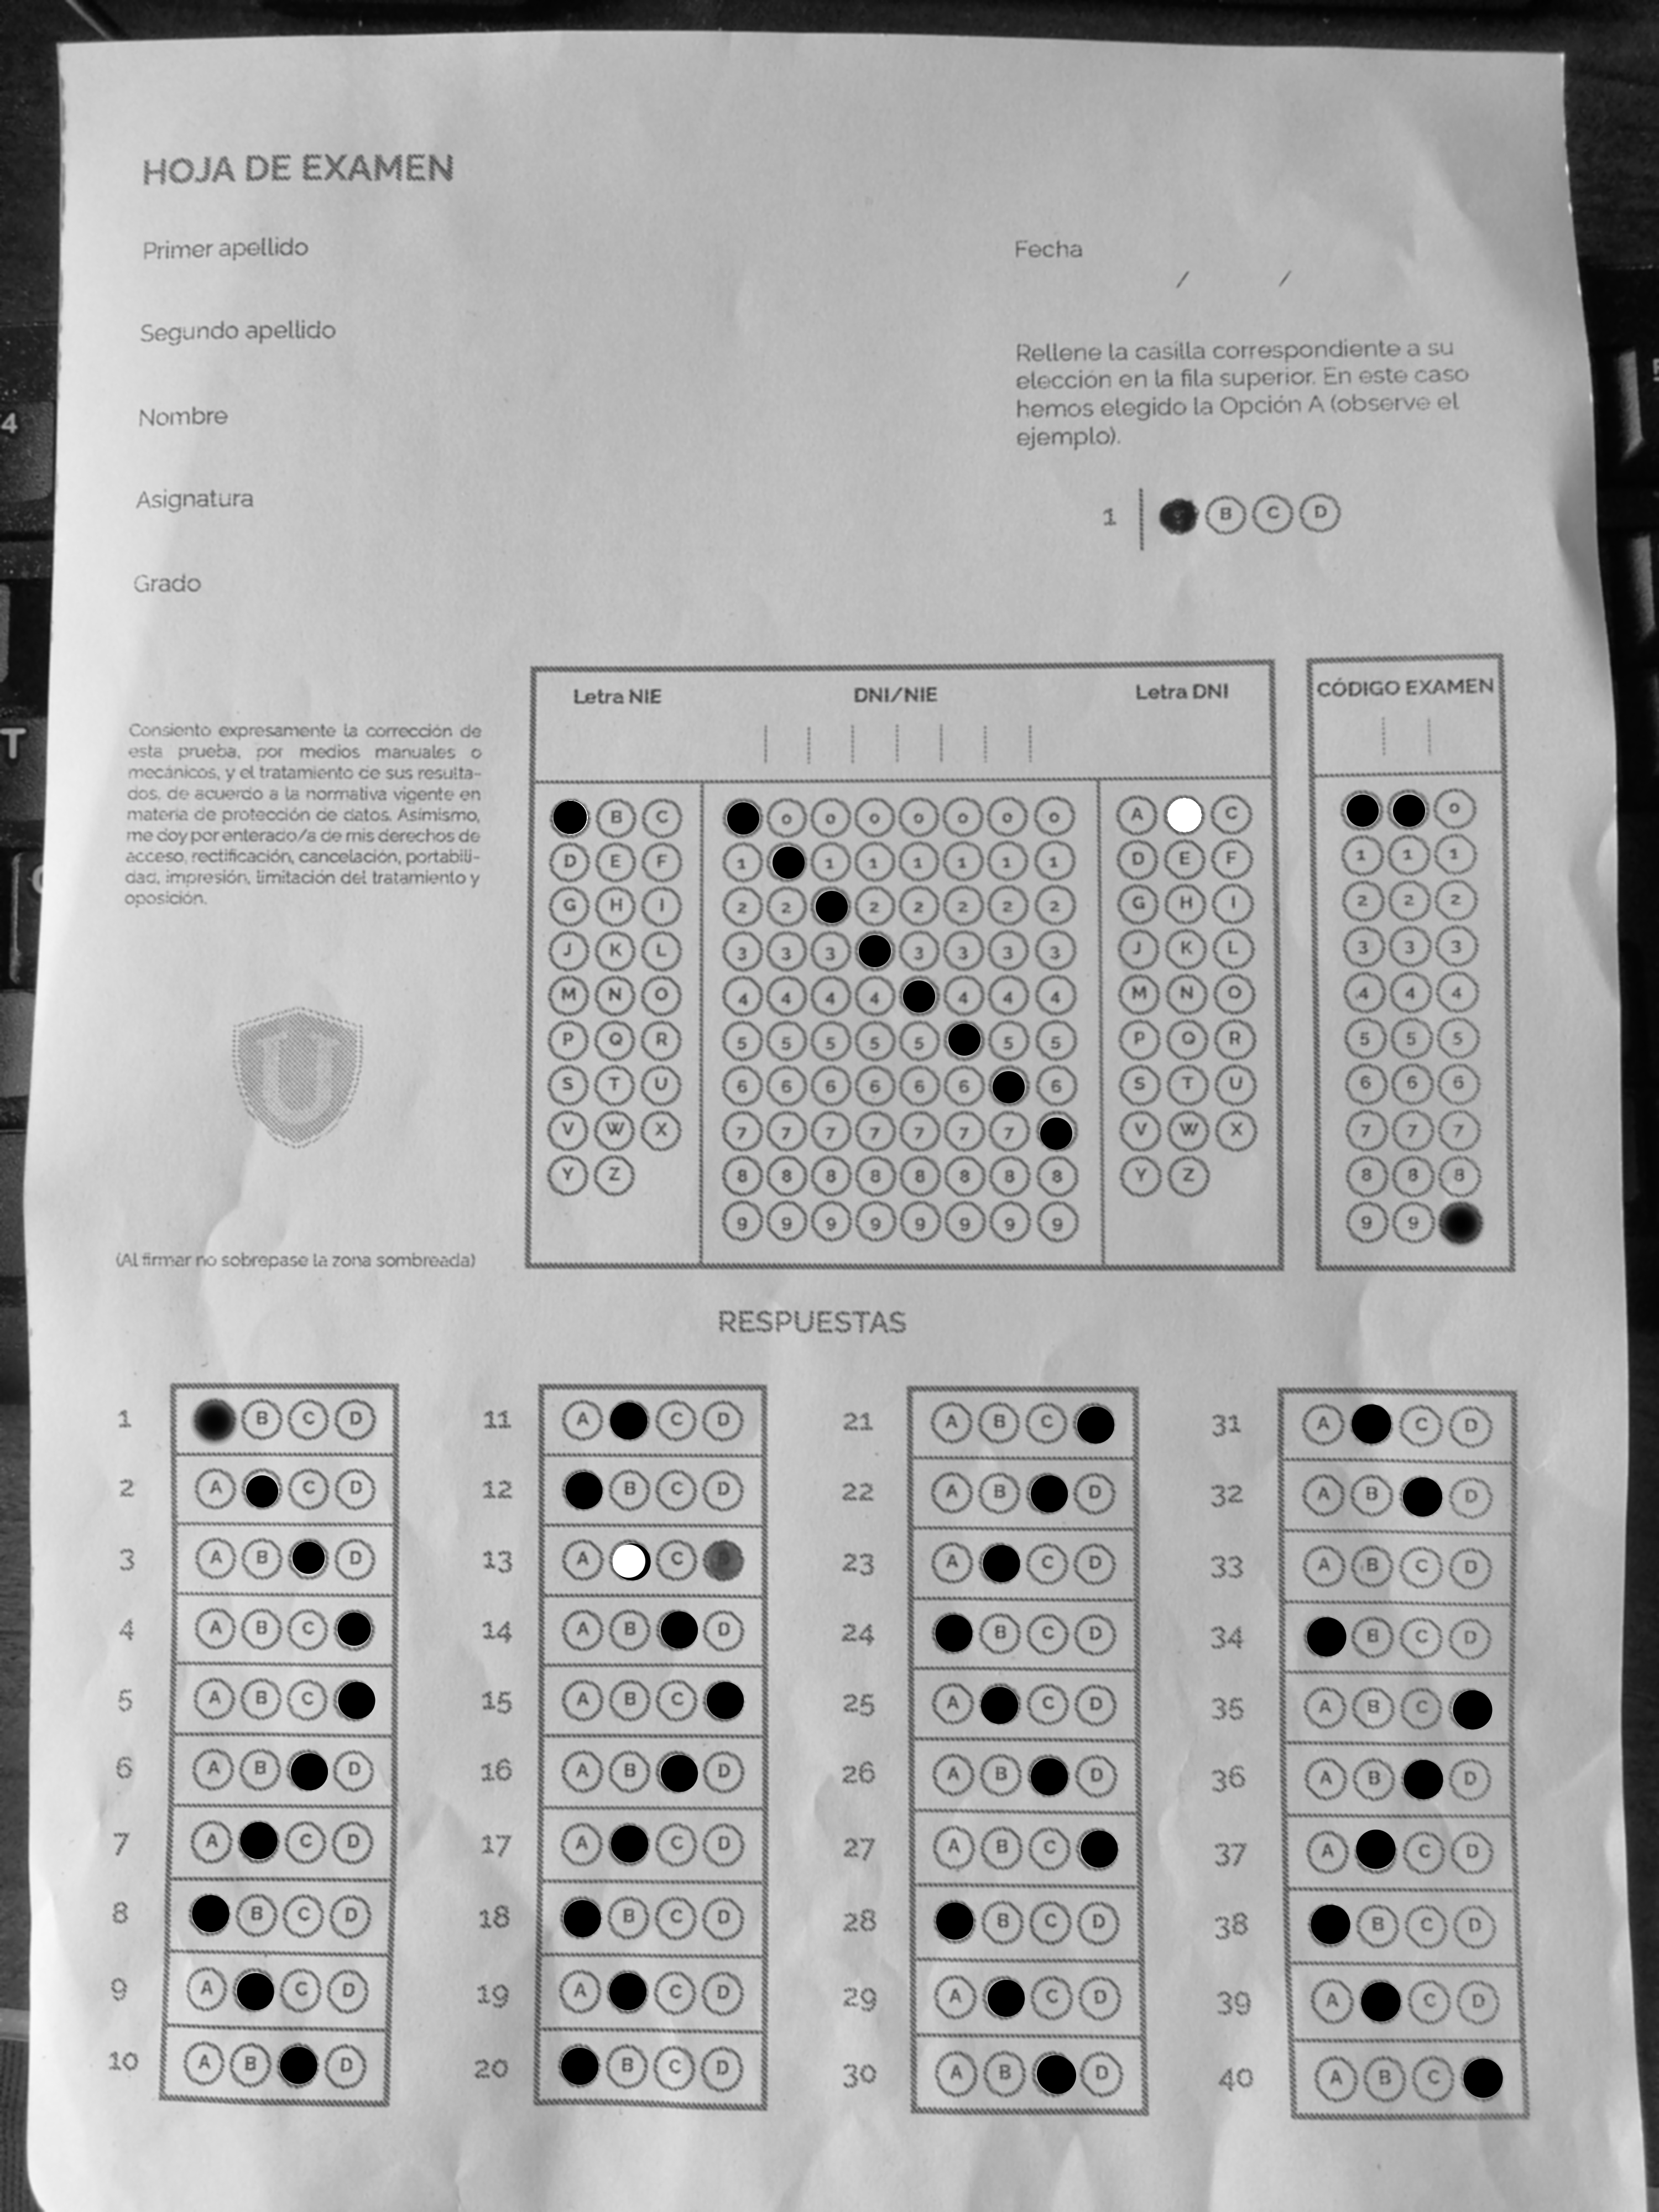 HOJA DE EXAMEN
Primer apellido
Segundo apellido
Nombre
Asignatura
Grado
Fecha
/ /
Rellene la casilla correspondiente a su
elección en la fila superior. En este caso
hemos elegido la Opción A (observe el
ejemplo).
1 B C D
Consiento expresamente la corrección de
esta prueba, por medios manuales o
mecánicos, y el tratamiento de sus resulta-
dos, de acuerdo a la normativa vigente en
materia de protección de datos. Asimismo,
me doy por enterado/a de mis derechos de
acceso, rectificación, cancelación, portabili-
dad, impresión, limitación del tratamiento y
oposición.
(Al firmar no sobrepase la zona sombreada)
Letra NIE
B C
D E F
G H I
J K L
M N O
P Q R
S T U
V W X
Y Z
DNI/NIE
0 0 0 0 0 0 0
1 1 1 1 1 1 1
2 2 2 2 2 2 2
3 3 3 3 3 3 3
4 4 4 4 4 4 4
5 5 5 5 5 5 5
6 6 6 6 6 6 6
7 7 7 7 7 7 7
8 8 8 8 8 8 8 8
9 9 9 9 9 9 9 9
Letra DNI
A C
D E F
G H I
J K L
M N O
P Q R
S T U
V W X
Y Z
CÓDIGO EXAMEN
0
1 1 1
2 2 2
3 3 3
4 4 4
5 5 5
6 6 6
7 7 7
8 8 8
9 9
RESPUESTAS
1 B C D
2 A C D
3 A B D
4 A B C
5 A B C
6 A B D
7 A C D
8 B C D
9 A C D
10 A B D
11 A C D
12 B C D
13 A C D
14 A B D
15 A B C
16 A B D
17 A C D
18 B C D
19 A C D
20 B C D
21 A B C
22 A B D
23 A C D
24 B C D
25 A C D
26 A B D
27 A B C
28 B C D
29 A C D
30 A B D
31 A C D
32 A B D
33 A B C D
34 B C D
35 A B C
36 A B D
37 A C D
38 B C D
39 A C D
40 A B C
4
T